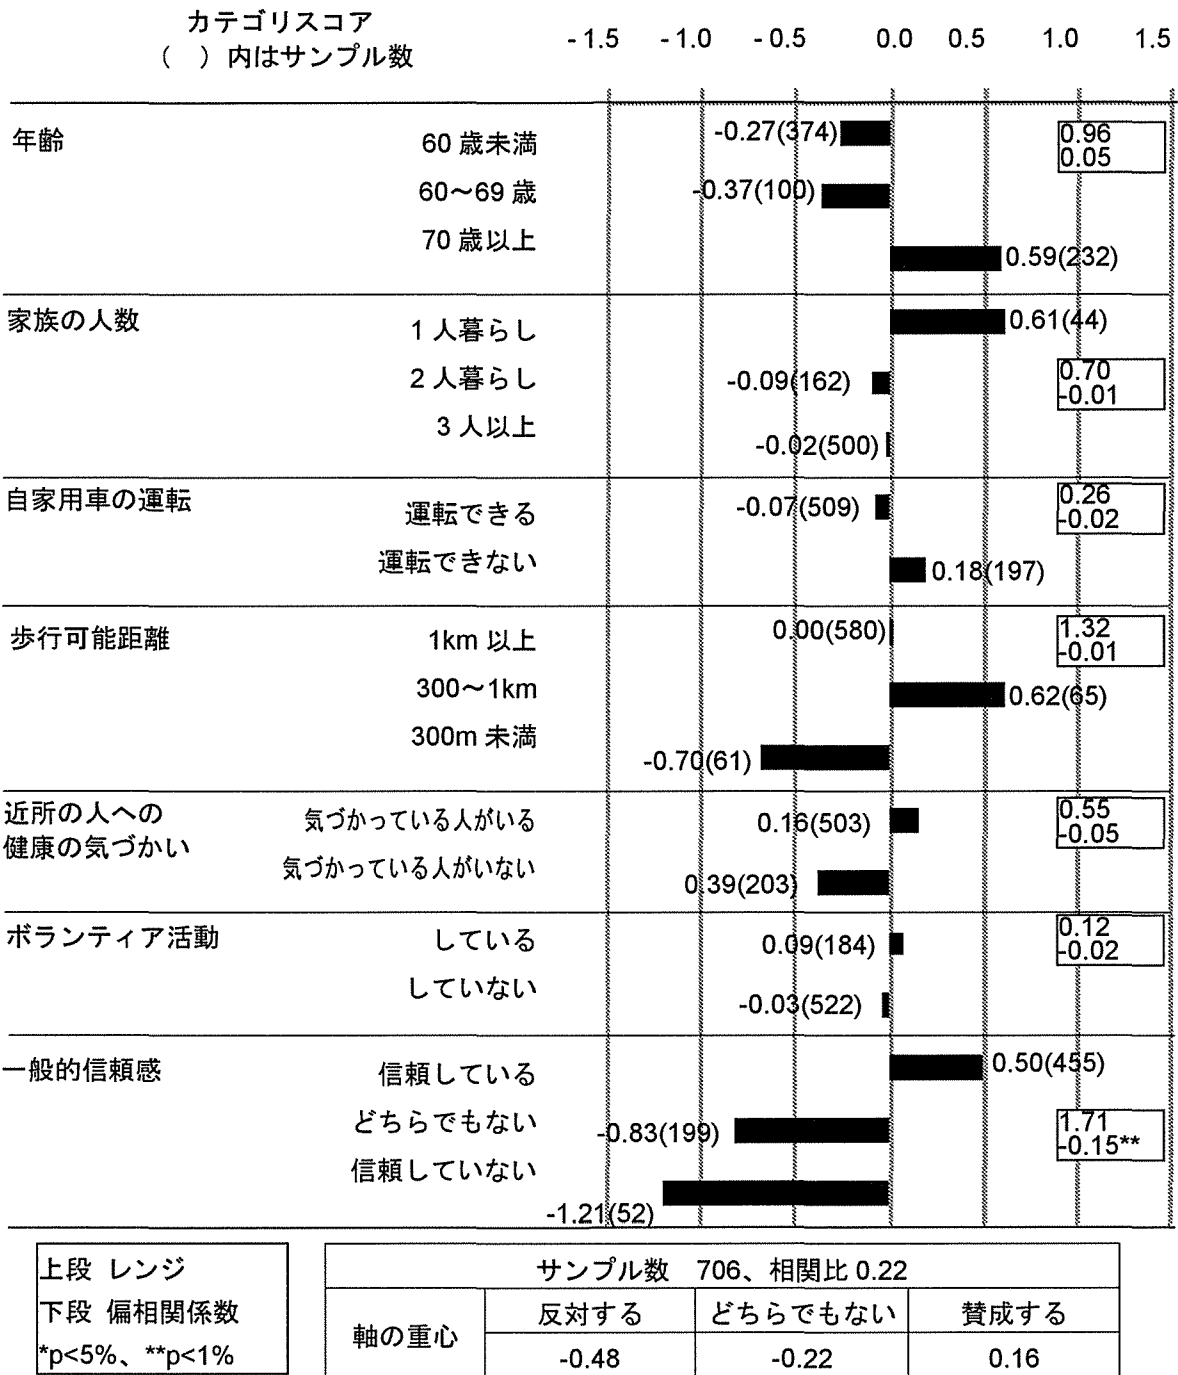 カテゴリスコア
（　）内はサンプル数
-1.5 -1.0 -0.5 0.0 0.5 1.0 1.5
年齢
60歳未満 -0.27(374)
0.96
0.05
60～69歳 -0.37(100)
70歳以上 0.59(232)
家族の人数
1人暮らし 0.61(44)
2人暮らし -0.09(162)
0.70
-0.01
3人以上 -0.02(500)
自家用車の運転
運転できる -0.07(509)
0.26
-0.02
運転できない 0.18(197)
歩行可能距離
1km以上 0.00(580)
1.32
-0.01
300～1km 0.62(65)
300m未満 -0.70(61)
近所の人への
健康の気づかい
気づかっている人がいる 0.16(503)
0.55
-0.05
気づかっている人がいない 0.39(203)
ボランティア活動
している 0.09(184)
0.12
-0.02
していない -0.03(522)
一般的信頼感
信頼している 0.50(455)
どちらでもない -0.83(199)
1.71
-0.15**
信頼していない -1.21(52)
上段 レンジ
下段 偏相関係数
*p<5%、**p<1%
サンプル数　706、相関比 0.22
軸の重心
反対する どちらでもない 賛成する
-0.48 -0.22 0.16